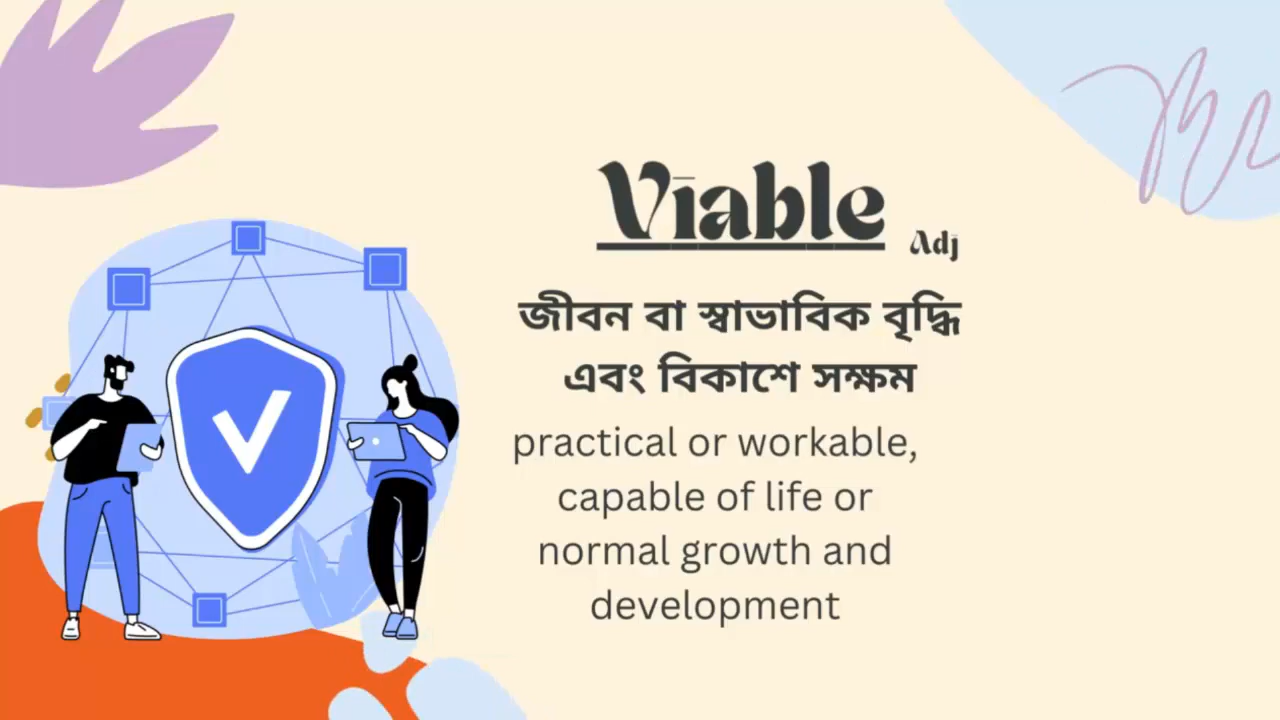 Viable Adj
জীবন বা স্বাভাবিক বৃদ্ধি
এবং বিকাশে সক্ষম
practical or workable,
capable of life or
normal growth and
development